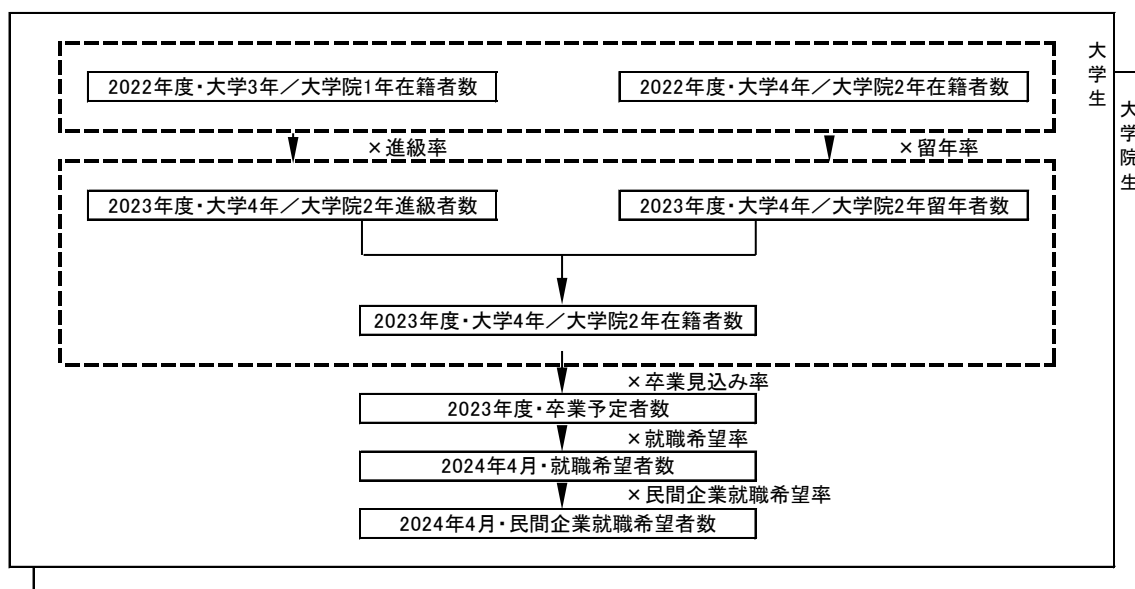 大学生
大学院生
2022年度・大学3年／大学院1年在籍者数
2022年度・大学4年／大学院2年在籍者数
×進級率
×留年率
2023年度・大学4年／大学院2年進級者数
2023年度・大学4年／大学院2年留年者数
2023年度・大学4年／大学院2年在籍者数
×卒業見込み率
2023年度・卒業予定者数
×就職希望率
2024年4月・就職希望者数
×民間企業就職希望率
2024年4月・民間企業就職希望者数